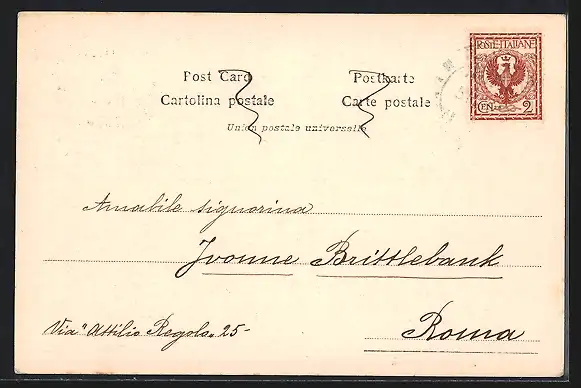 POSTE-ITALIANE
CENT. 2
Post Card Postkarte
Cartolina postale Carte postale
Union postale universelle
Amabile signorina
Yvonne Brittlebank
Via "Attilio Regolo" 25-
Roma